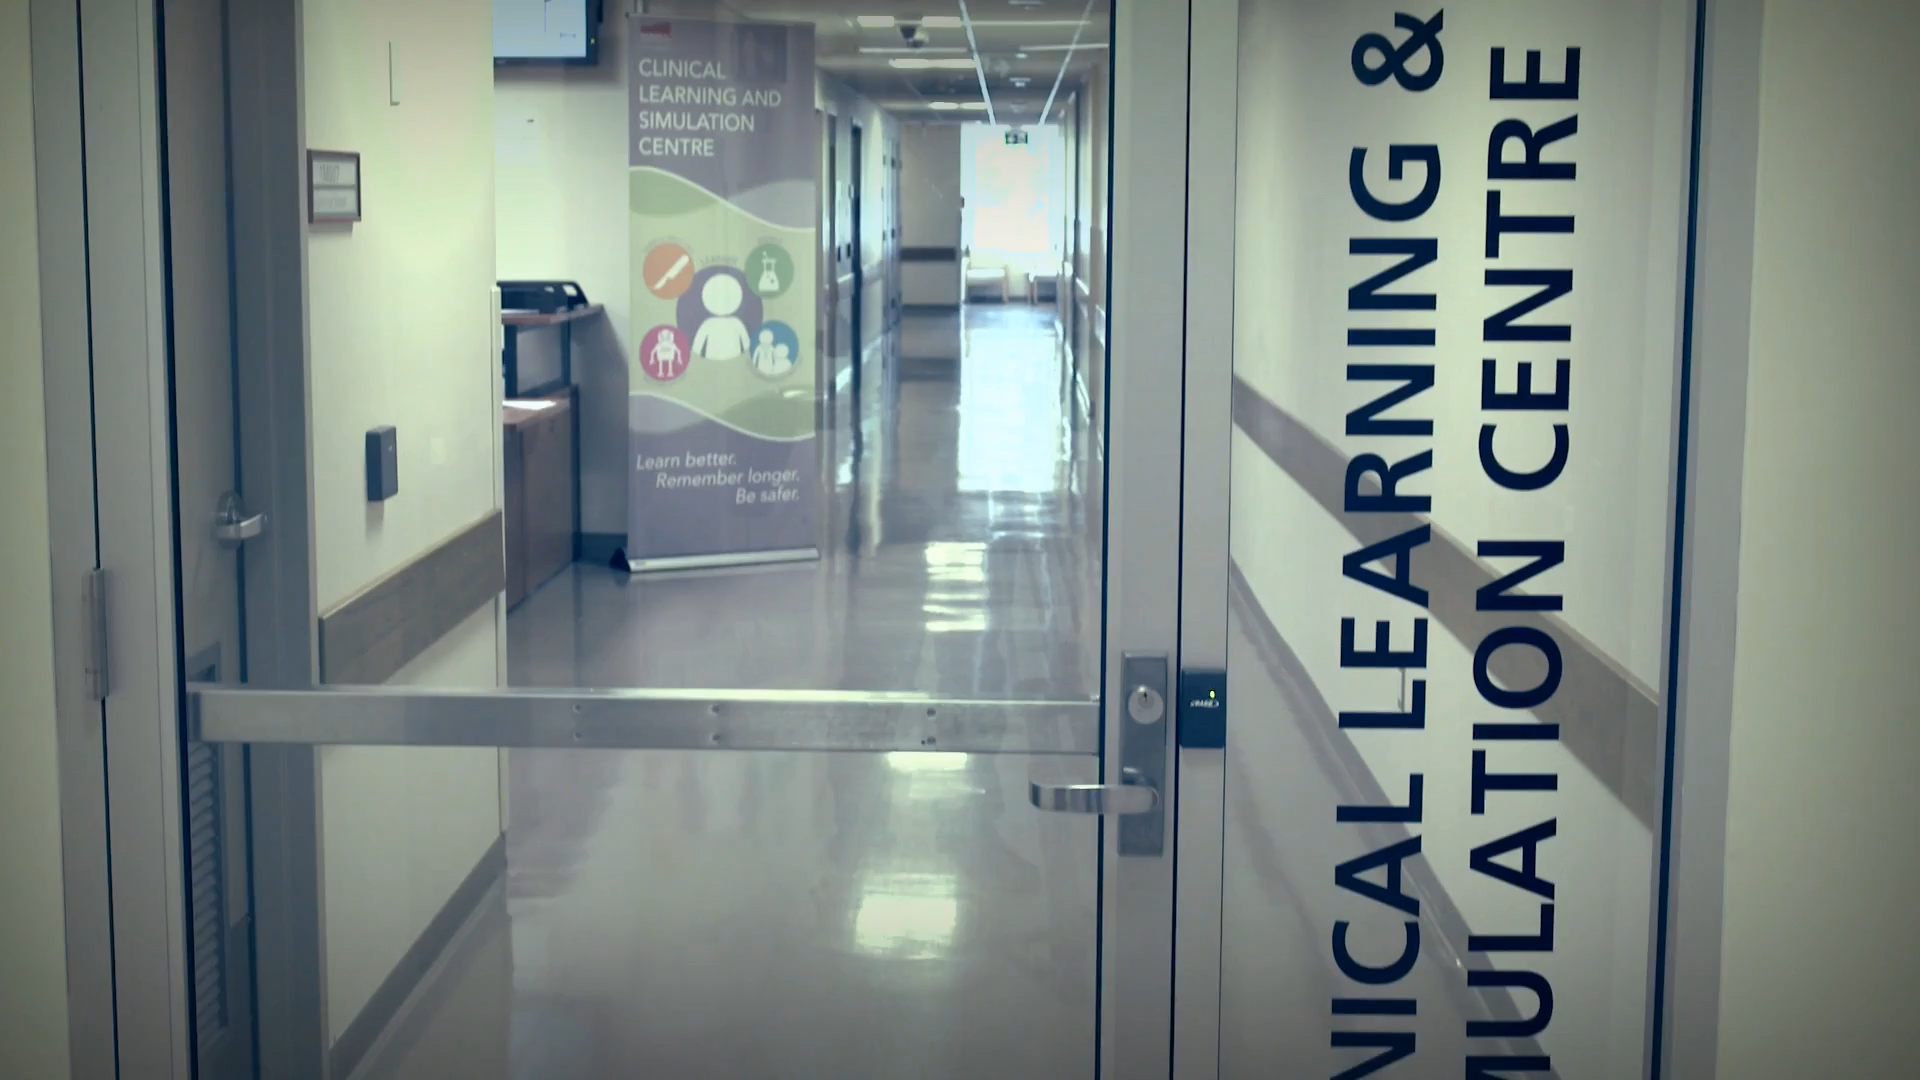 CLINICAL
LEARNING AND
SIMULATION
CENTRE
Learn better.
Remember longer.
Be safer.
NICAL LEARNING &
MULATION CENTRE